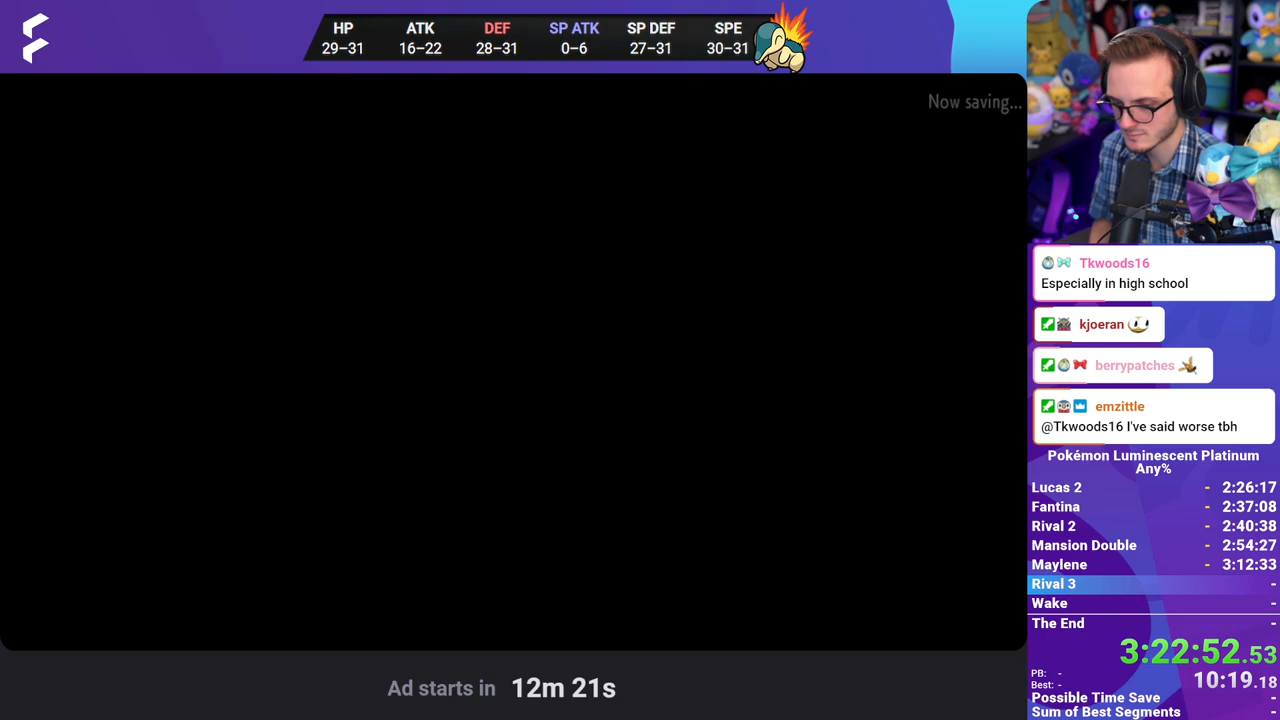 HP ATK DEF SP ATK SP DEF SPE
29–31 16–22 28–31 0–6 27–31 30–31
Now saving...
Tkwoods16
Especially in high school
kjoeran
berrypatches
emzittle
@Tkwoods16 I've said worse tbh
Pokémon Luminescent Platinum
Any%
Lucas 2 - 2:26:17
Fantina - 2:37:08
Rival 2 - 2:40:38
Mansion Double - 2:54:27
Maylene - 3:12:33
Rival 3 -
Wake -
The End -
3:22:52.53
PB: -
Best: - 10:19.18
Possible Time Save -
Sum of Best Segments -
Ad starts in 12m 21s